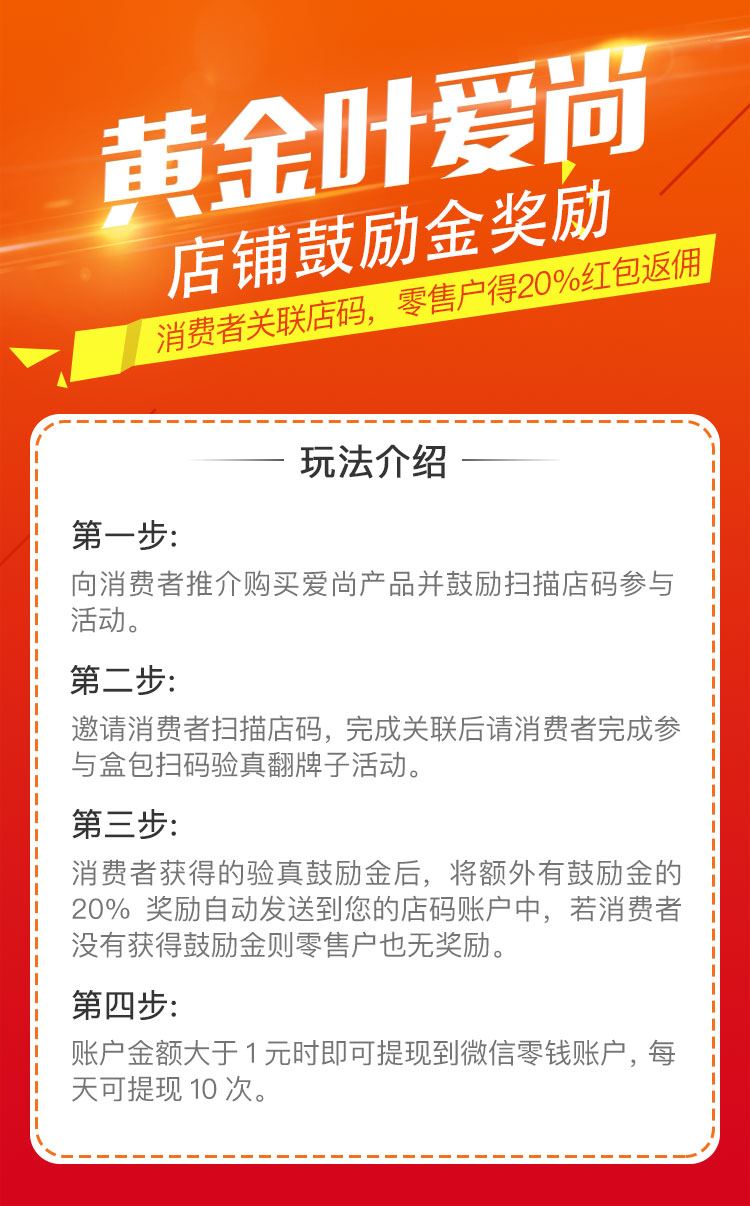 黄金叶爱尚
店铺鼓励金奖励
消费者关联店码，零售户得20%红包返佣
玩法介绍
第一步:
向消费者推介购买爱尚产品并鼓励扫描店码参与
活动。
第二步:
邀请消费者扫描店码, 完成关联后请消费者完成参
与盒包扫码验真翻牌子活动。
第三步:
消费者获得的验真鼓励金后，将额外有鼓励金的
20% 奖励自动发送到您的店码账户中，若消费者
没有获得鼓励金则零售户也无奖励。
第四步:
账户金额大于 1 元时即可提现到微信零钱账户, 每
天可提现 10 次。